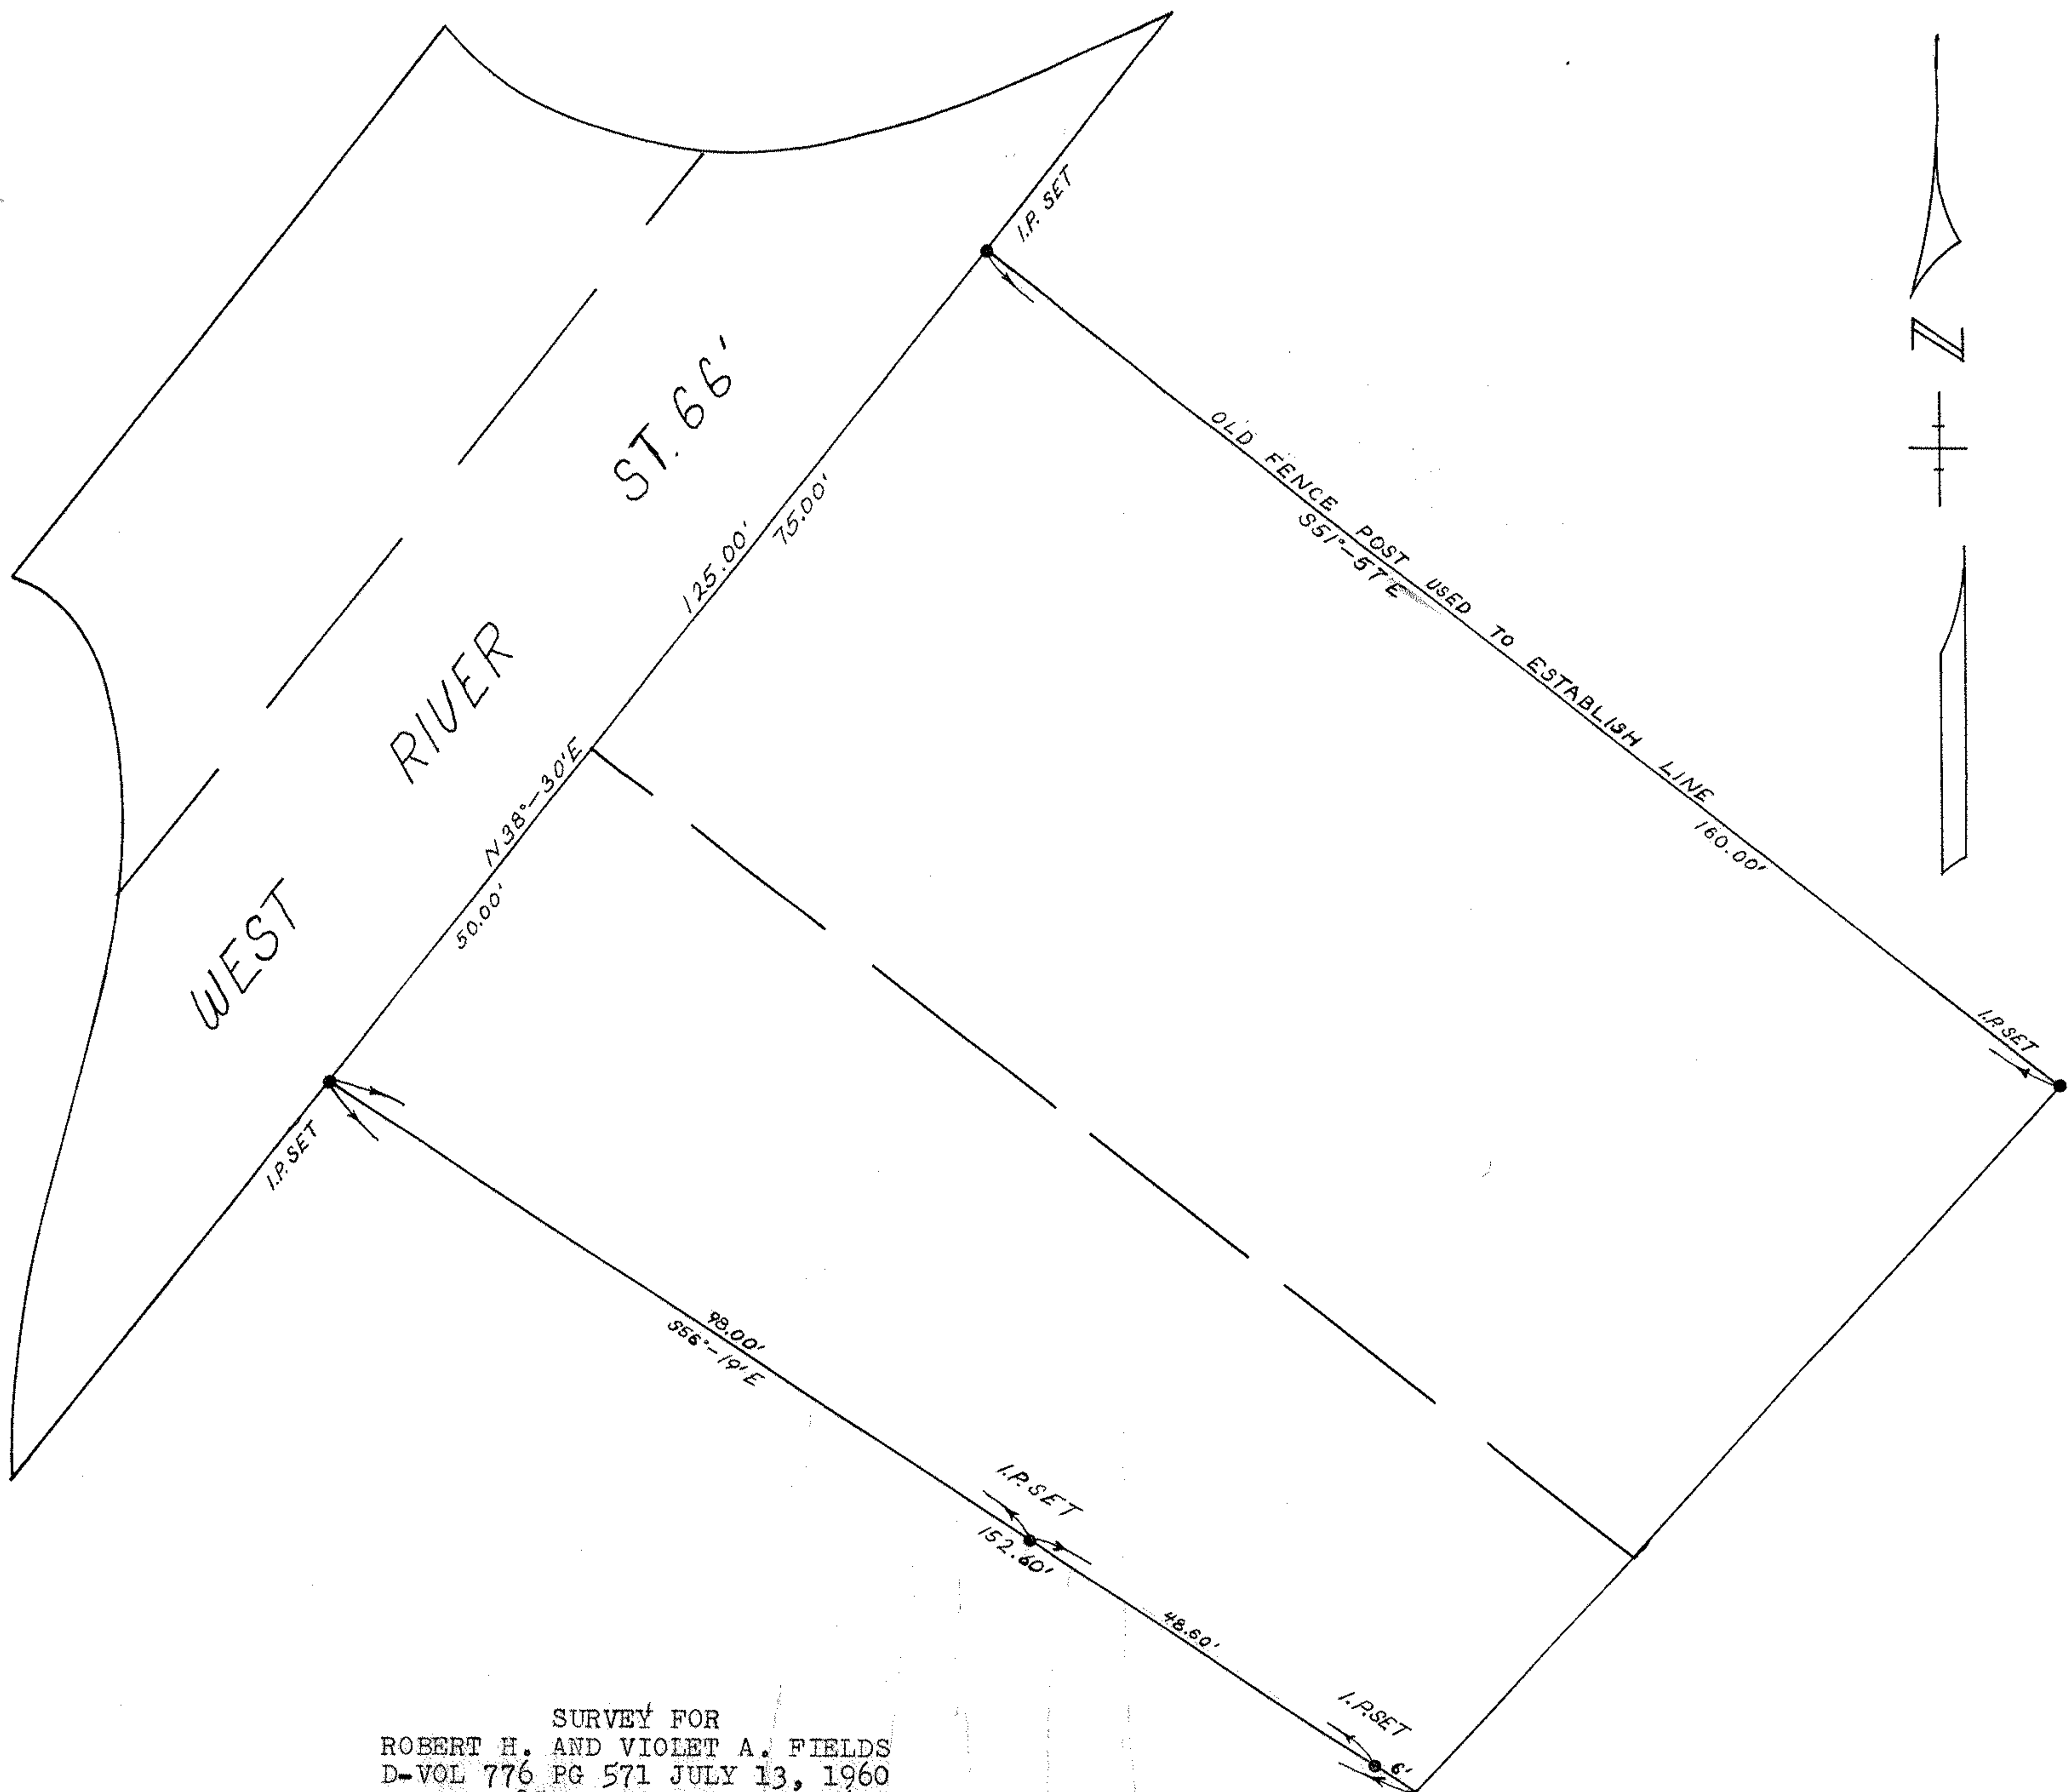 I.P. SET
N
WEST RIVER ST. 66'
125.00'
75.00'
N38°-30'E
50.00'
OLD FENCE POST USED TO ESTABLISH LINE
S51°-57'E
160.00'
I.P. SET
I.P. SET
98.00'
S56°-19'E
I.P. SET
152.60'
48.60'
I.P. SET
6'
SURVEY FOR
ROBERT H. AND VIOLET A. FIELDS
D-VOL 776 PG 571 JULY 13, 1960